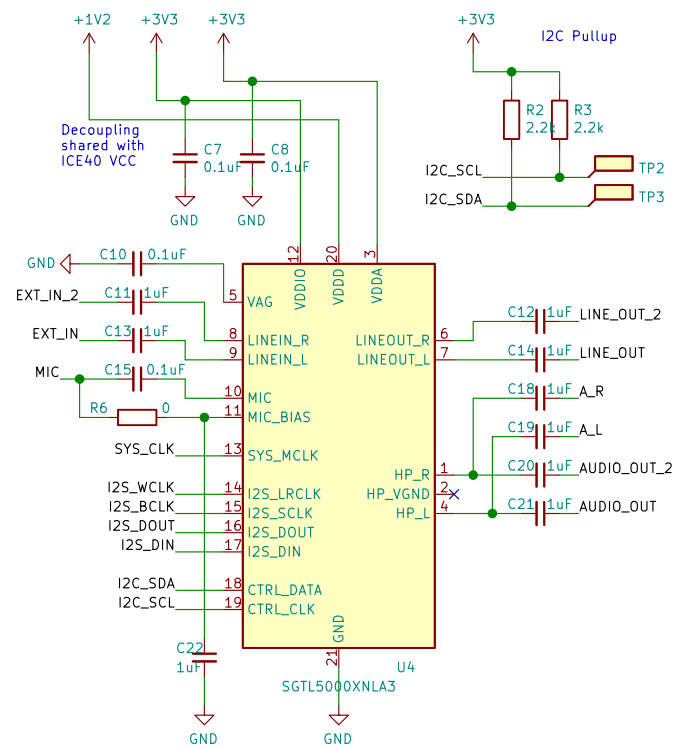 +1V2
+3V3
+3V3
+3V3
I2C Pullup
Decoupling
shared with
ICE40 VCC
C7
0.1uF
C8
0.1uF
GND
GND
R2
2.2k
R3
2.2k
I2C_SCL
TP2
I2C_SDA
TP3
GND
C10
0.1uF
EXT_IN_2
C11
1uF
EXT_IN
C13
1uF
MIC
C15
0.1uF
R6
0
SYS_CLK
I2S_WCLK
I2S_BCLK
I2S_DOUT
I2S_DIN
I2C_SDA
I2C_SCL
C22
1uF
GND
12
VDDIO
20
VDDD
3
VDDA
5
VAG
8
LINEIN_R
9
LINEIN_L
10
MIC
11
MIC_BIAS
13
SYS_MCLK
14
I2S_LRCLK
15
I2S_SCLK
16
I2S_DOUT
17
I2S_DIN
18
CTRL_DATA
19
CTRL_CLK
LINEOUT_R
6
LINEOUT_L
7
HP_R
1
HP_VGND
2
HP_L
4
GND
21
U4
SGTL5000XNLA3
GND
C12
1uF
LINE_OUT_2
C14
1uF
LINE_OUT
C18
1uF
A_R
C19
1uF
A_L
C20
1uF
AUDIO_OUT_2
C21
1uF
AUDIO_OUT